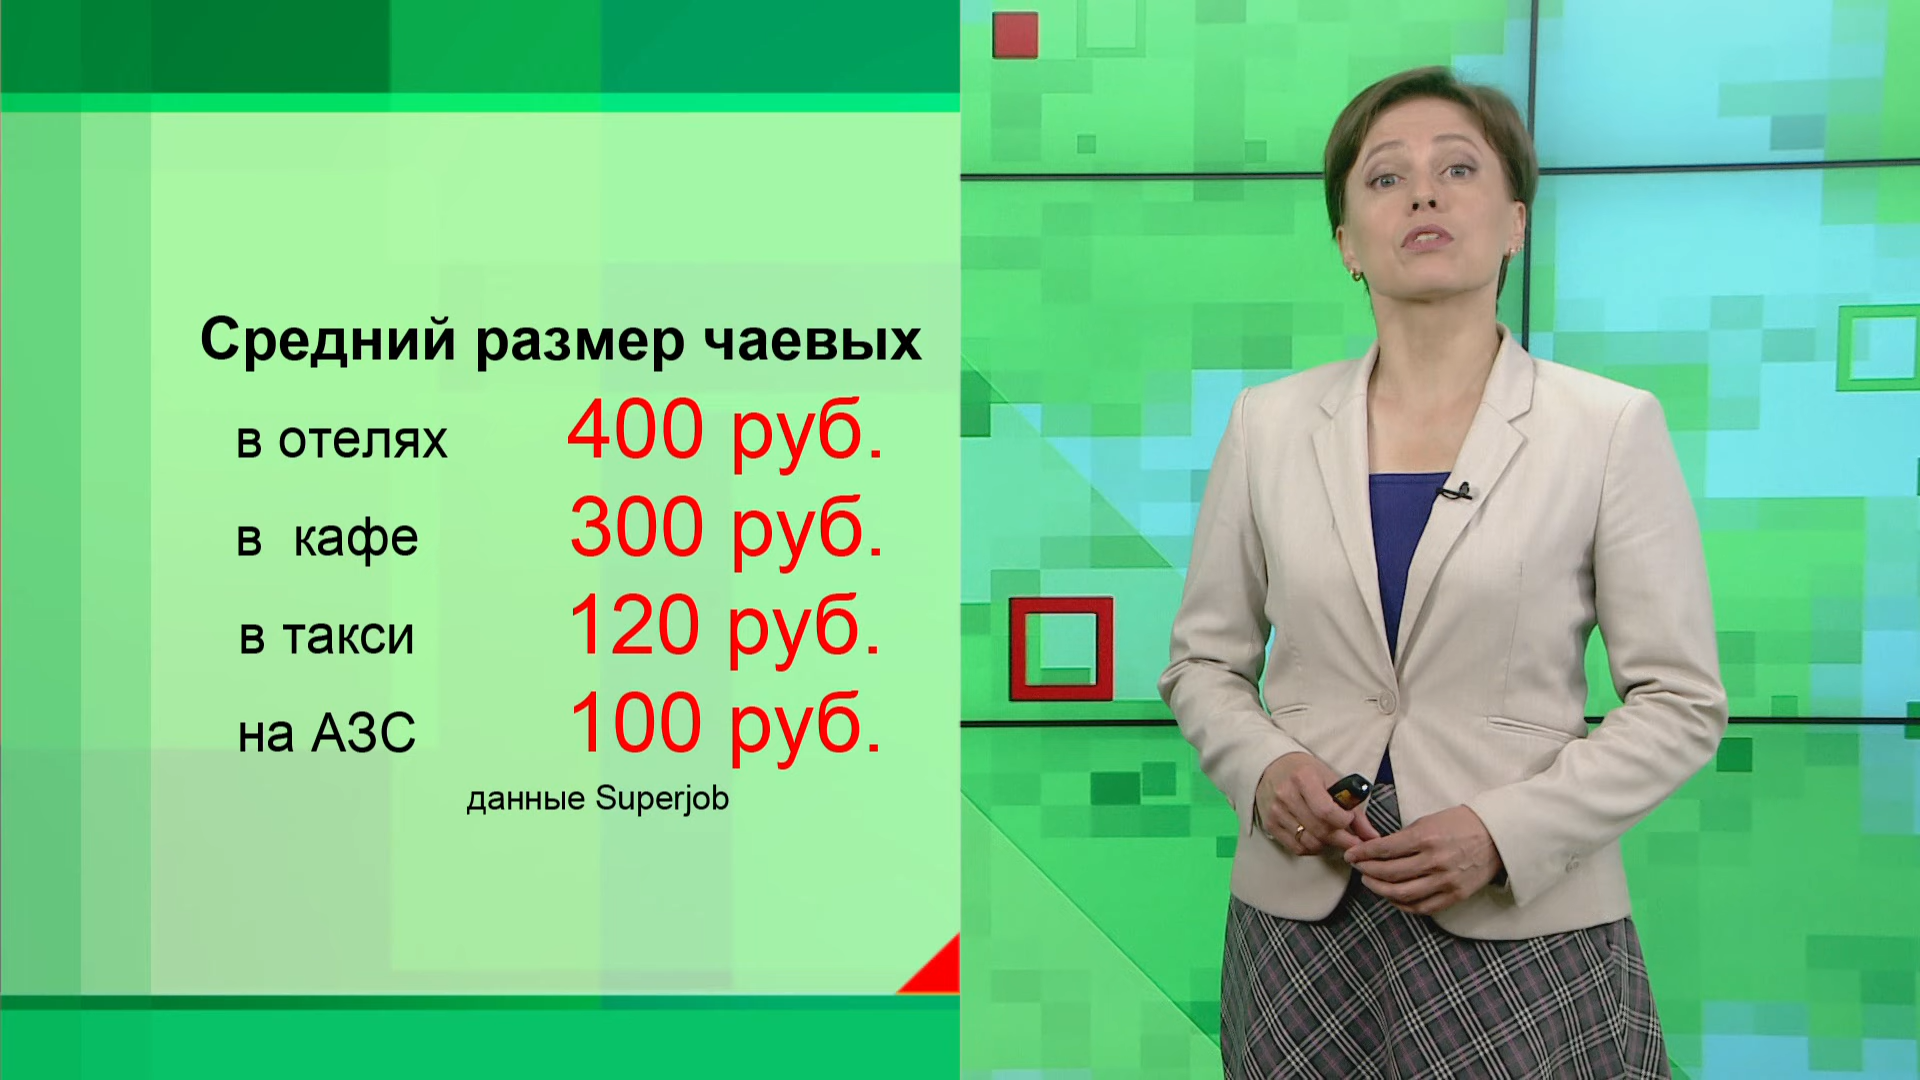 Средний размер чаевых
в отелях 400 руб.
в кафе 300 руб.
в такси 120 руб.
на АЗС 100 руб.
данные Superjob